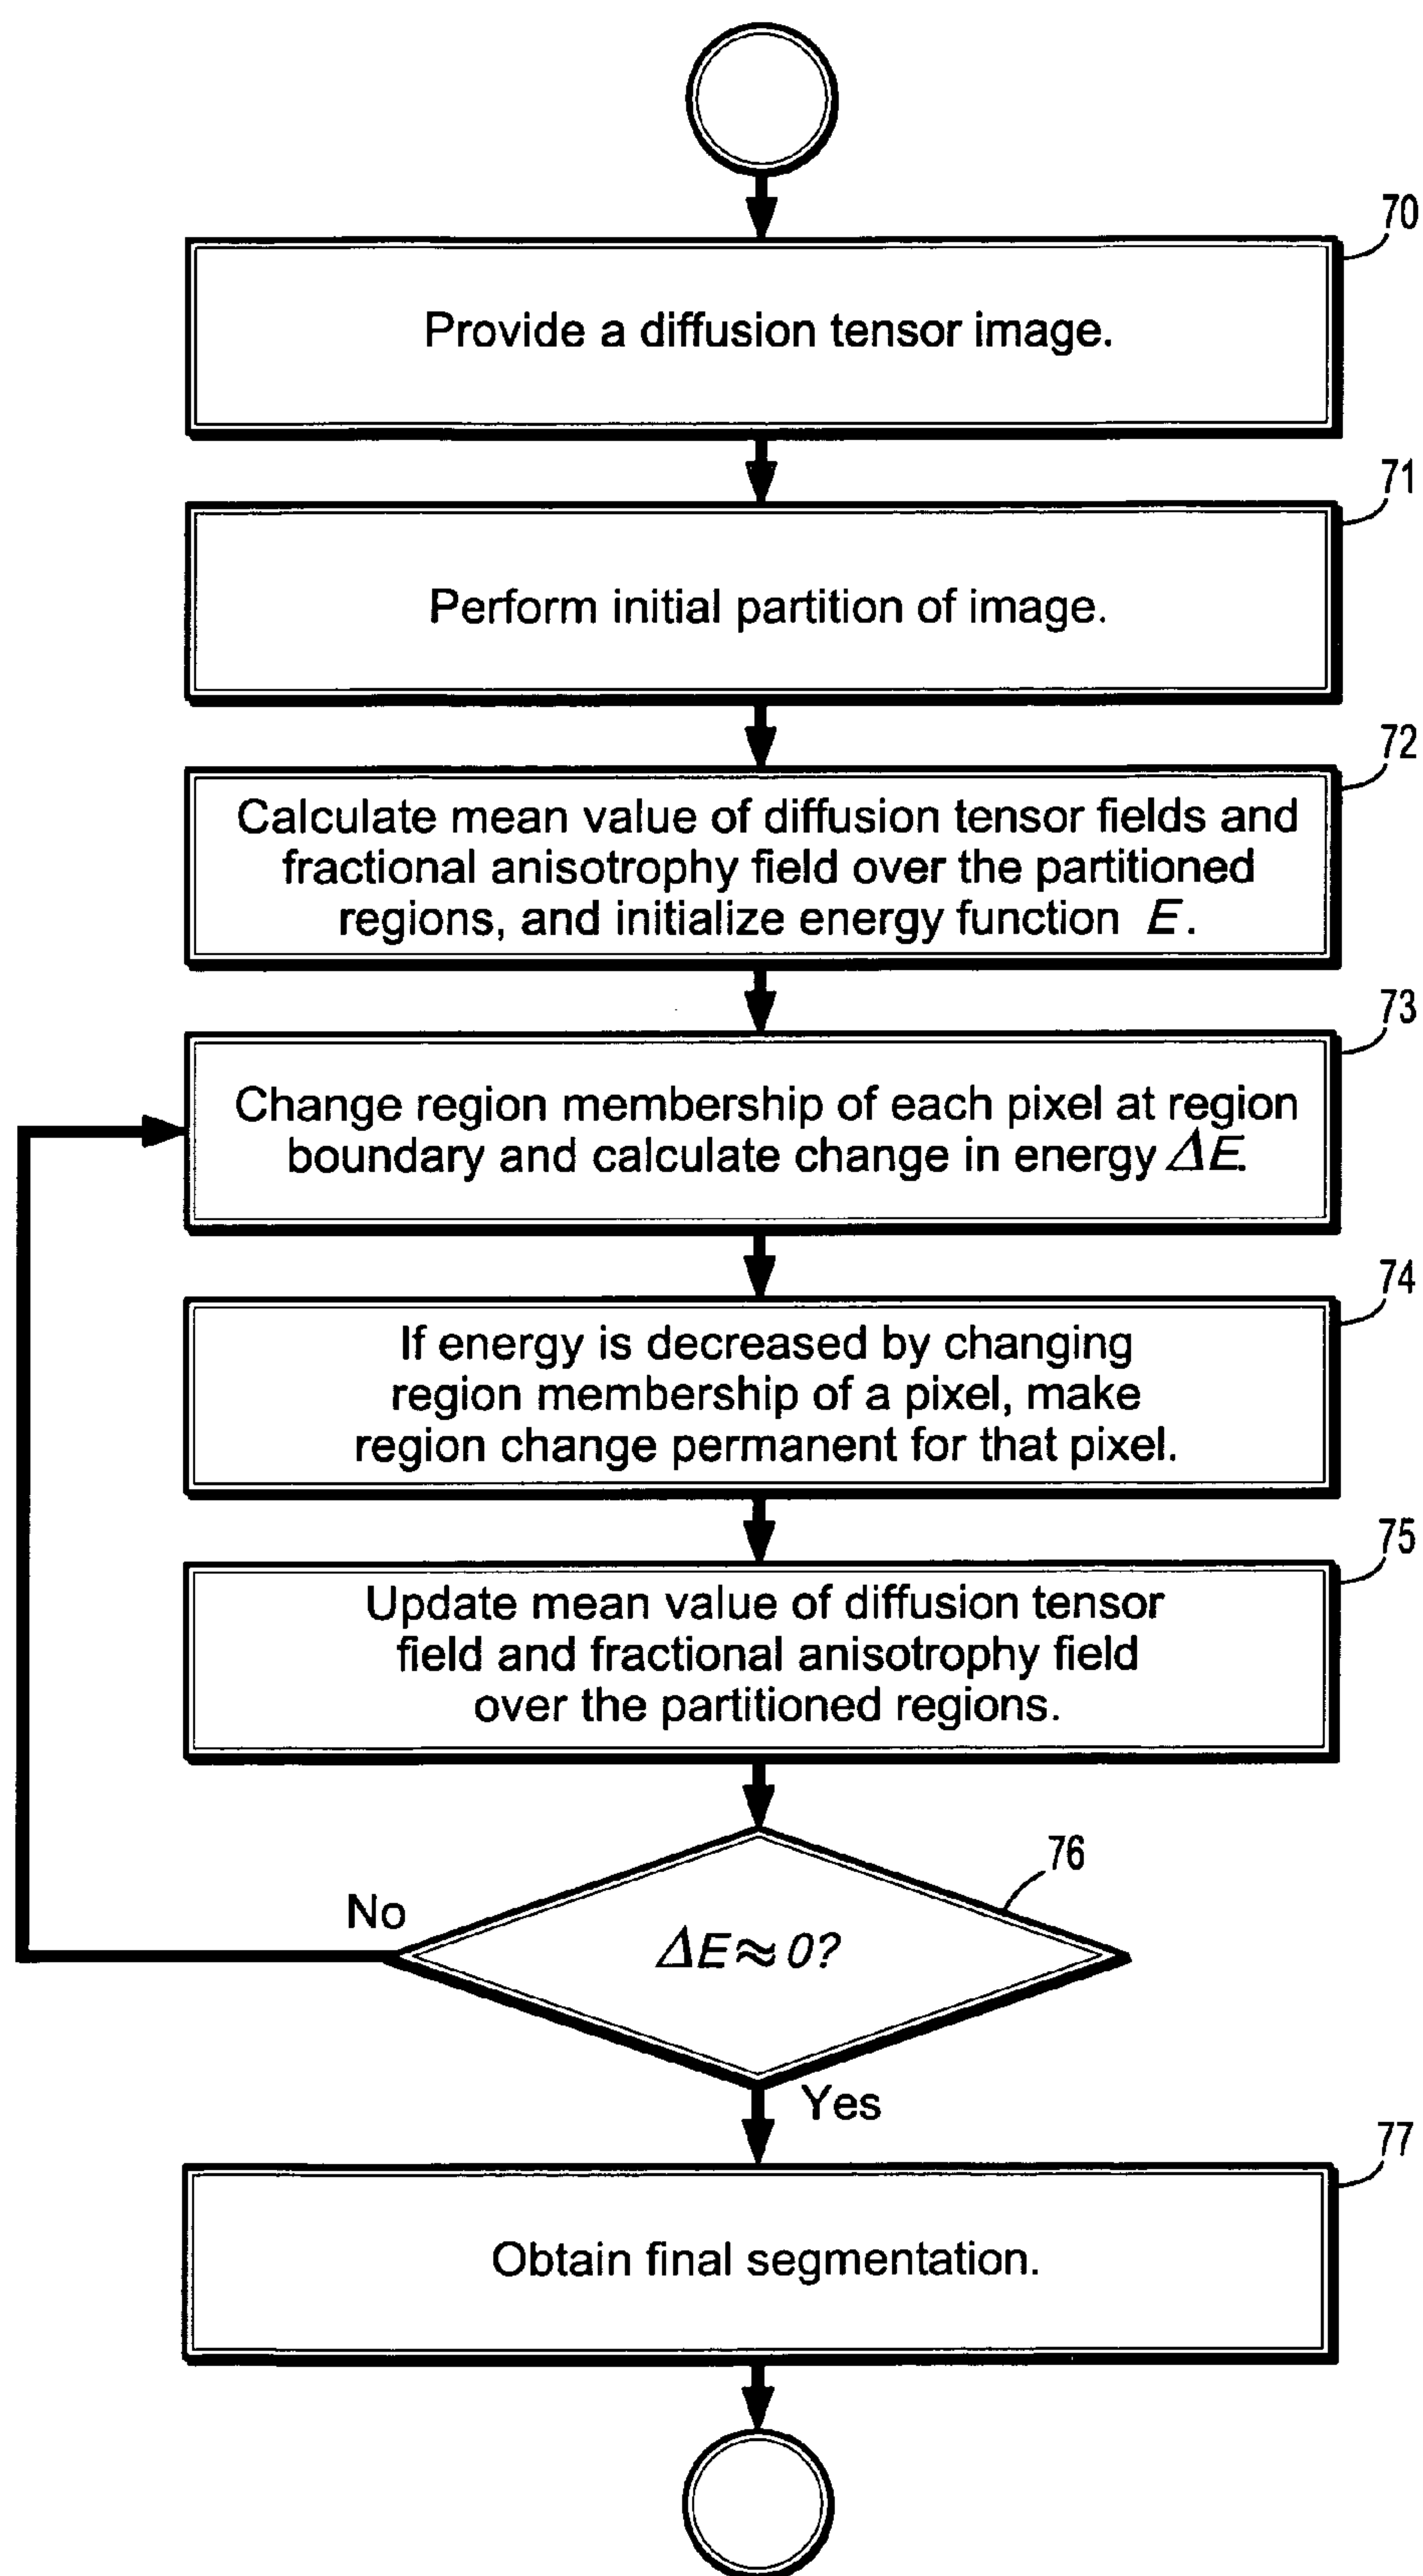 70
Provide a diffusion tensor image.
71
Perform initial partition of image.
72
Calculate mean value of diffusion tensor fields and
fractional anisotropy field over the partitioned
regions, and initialize energy function E.
73
Change region membership of each pixel at region
boundary and calculate change in energy ΔE.
74
If energy is decreased by changing
region membership of a pixel, make
region change permanent for that pixel.
75
Update mean value of diffusion tensor
field and fractional anisotropy field
over the partitioned regions.
76
No
ΔE≈0?
Yes
77
Obtain final segmentation.